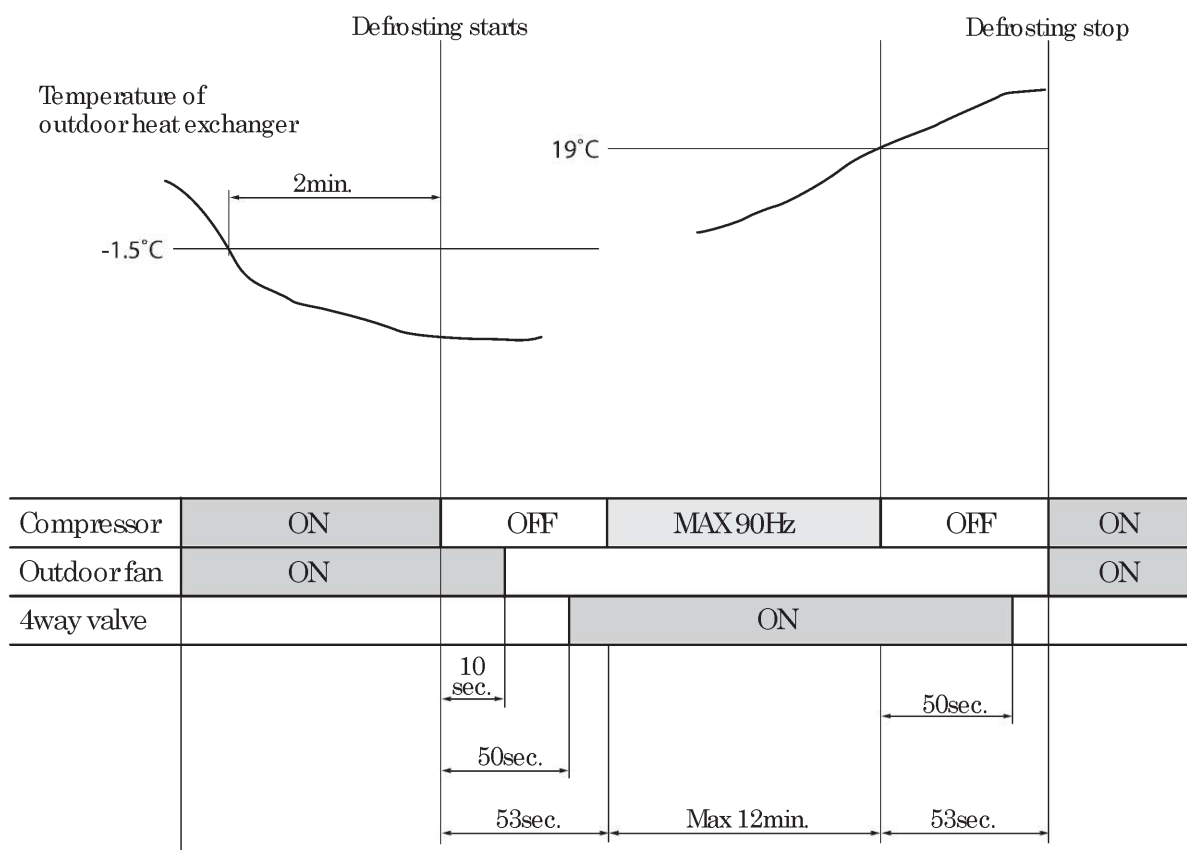 Defrosting starts
Defrosting stop
Temperature of
outdoor heat exchanger
19°C
2min.
-1.5°C
Compressor ON OFF MAX 90Hz OFF ON
Outdoor fan ON ON
4way valve ON
10
sec.
50sec.
50sec.
53sec. Max 12min. 53sec.